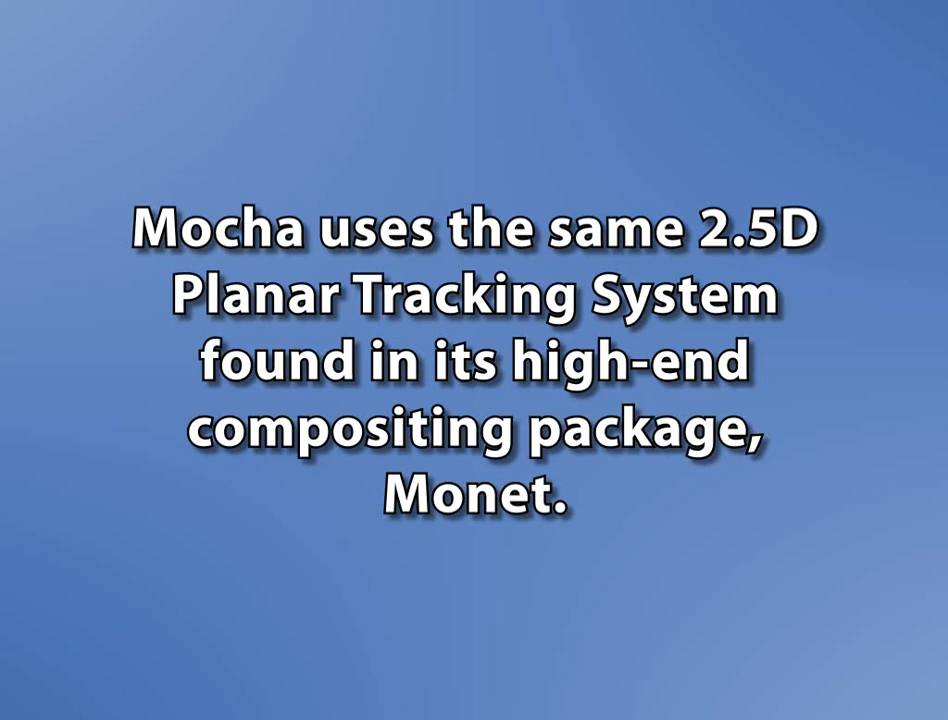 Mocha uses the same 2.5D
Planar Tracking System
found in its high-end
compositing package,
Monet.